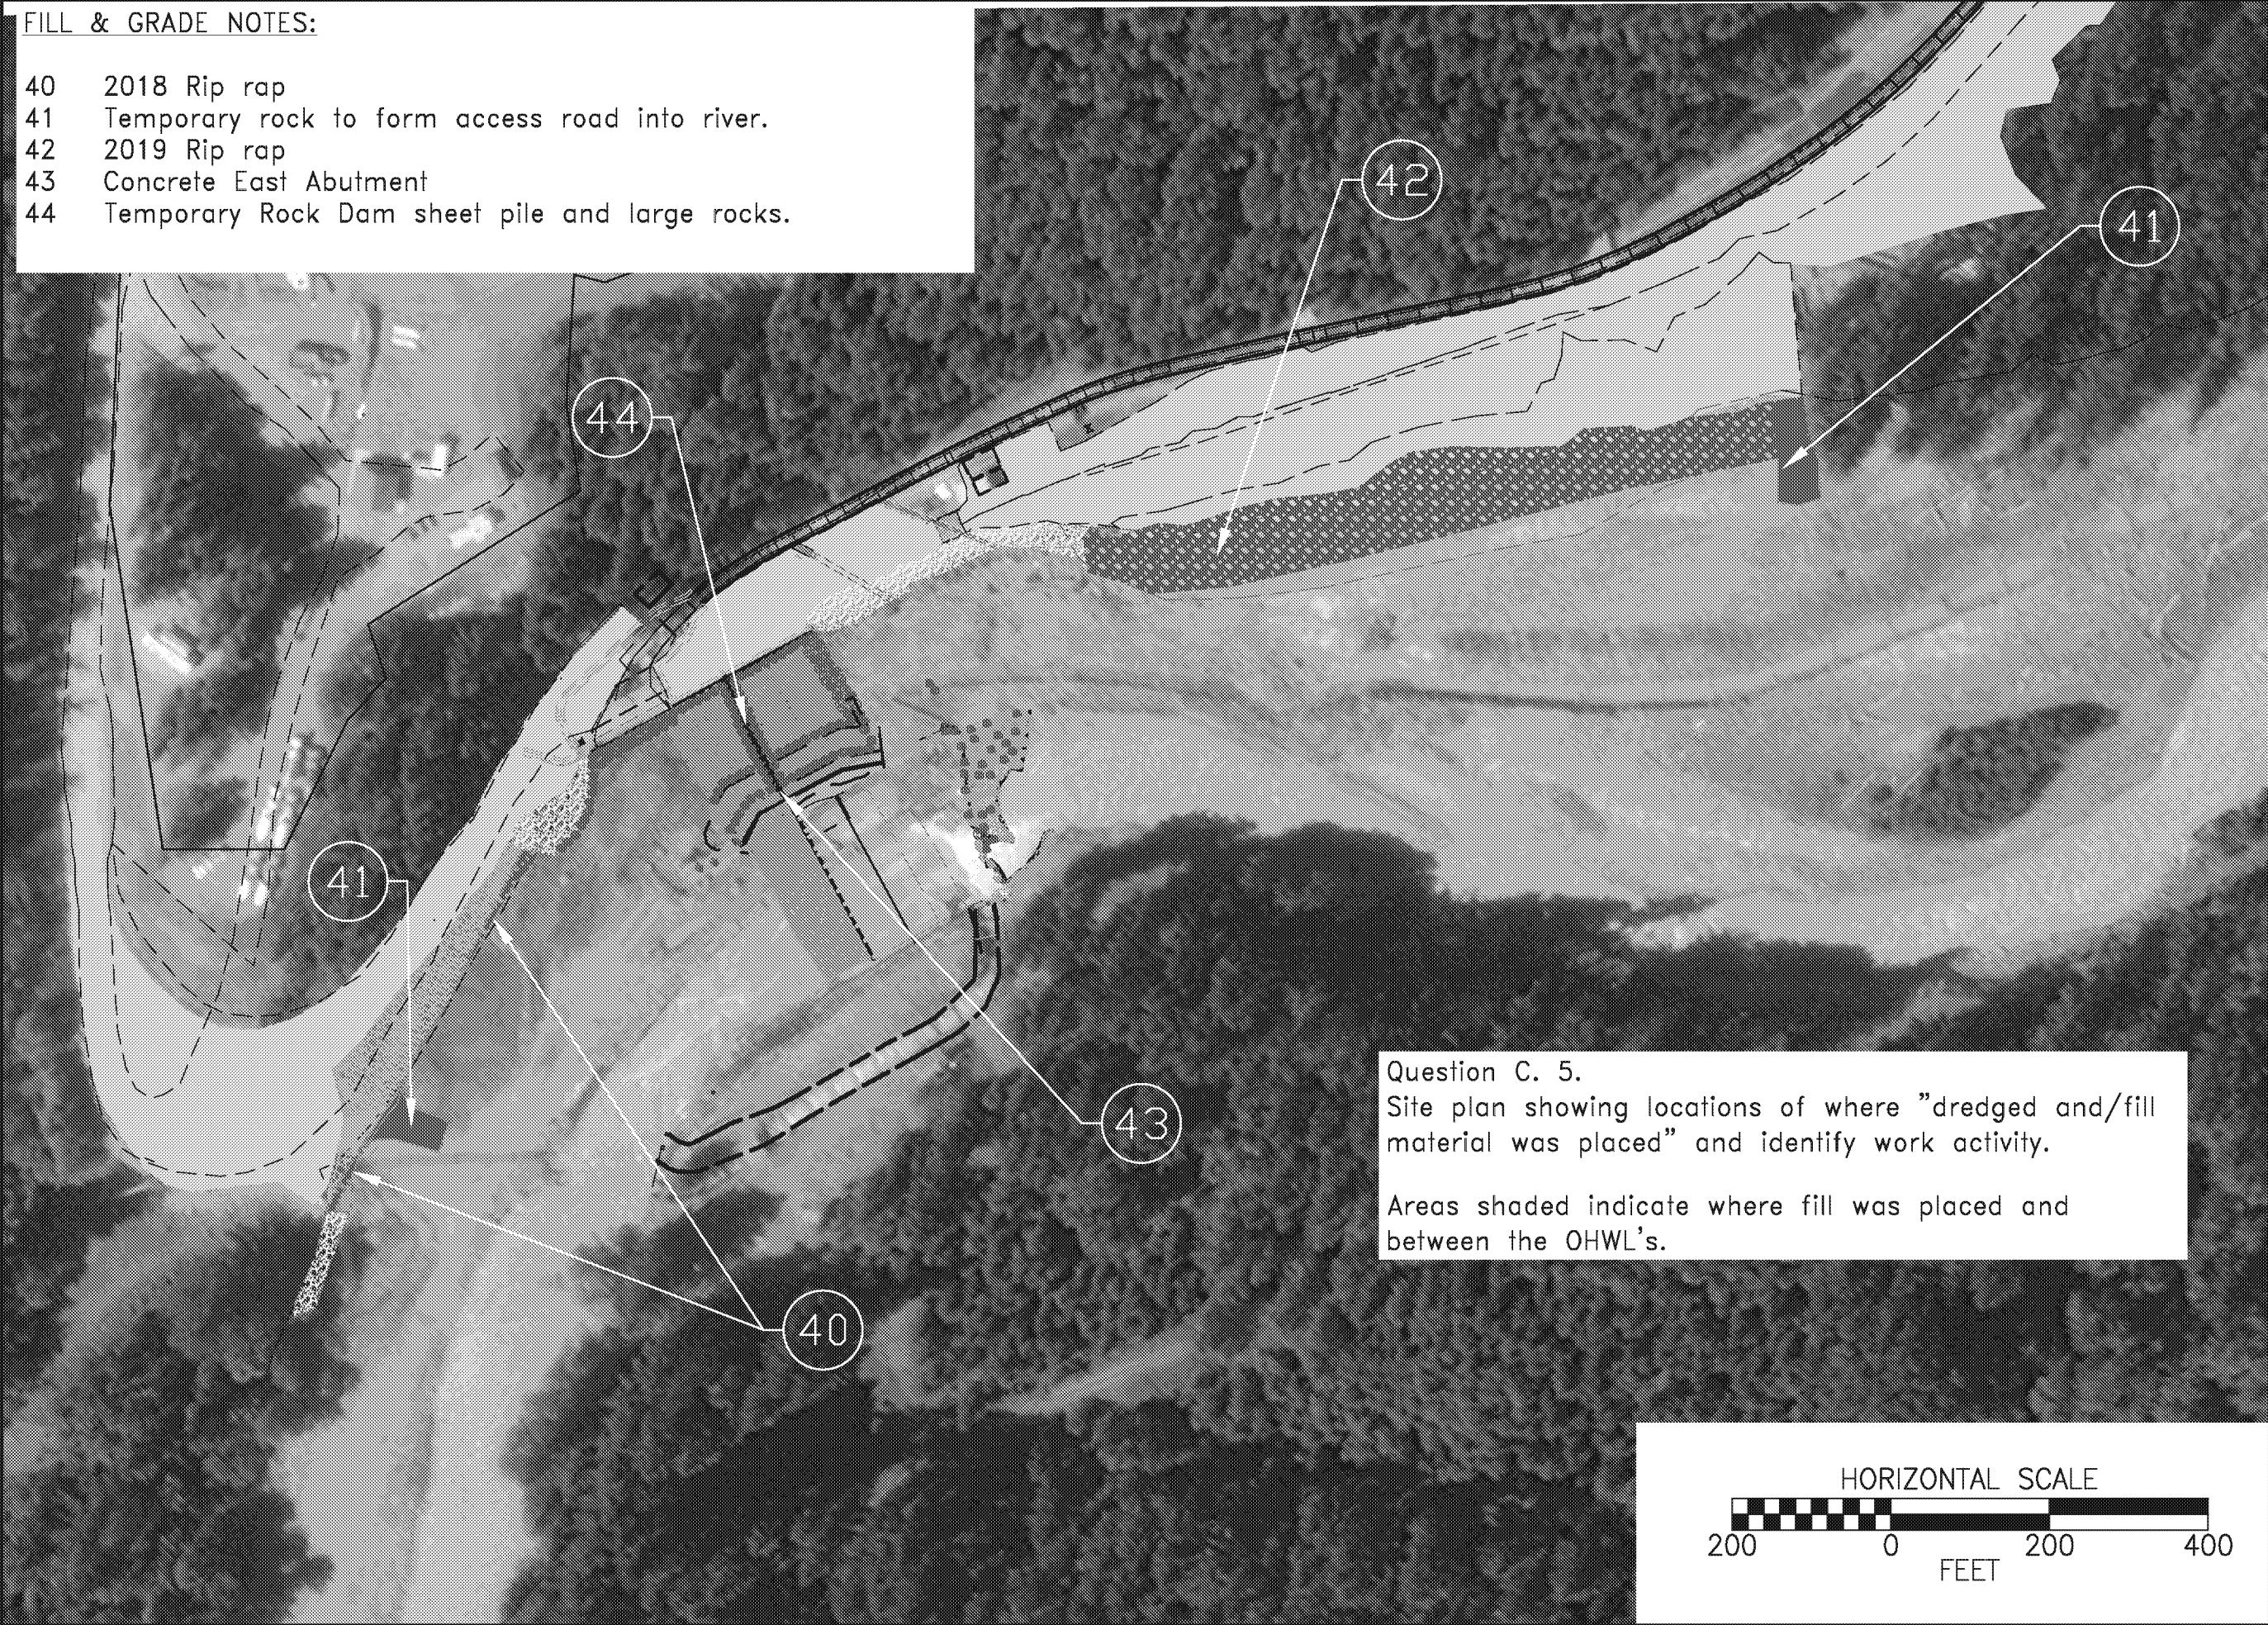 FILL & GRADE NOTES:
40 2018 Rip rap
41 Temporary rock to form access road into river.
42 2019 Rip rap
43 Concrete East Abutment
44 Temporary Rock Dam sheet pile and large rocks.
42
41
44
41
43
40
Question C. 5.
Site plan showing locations of where "dredged and/fill
material was placed" and identify work activity.
Areas shaded indicate where fill was placed and
between the OHWL's.
HORIZONTAL SCALE
200 0 200 400
FEET